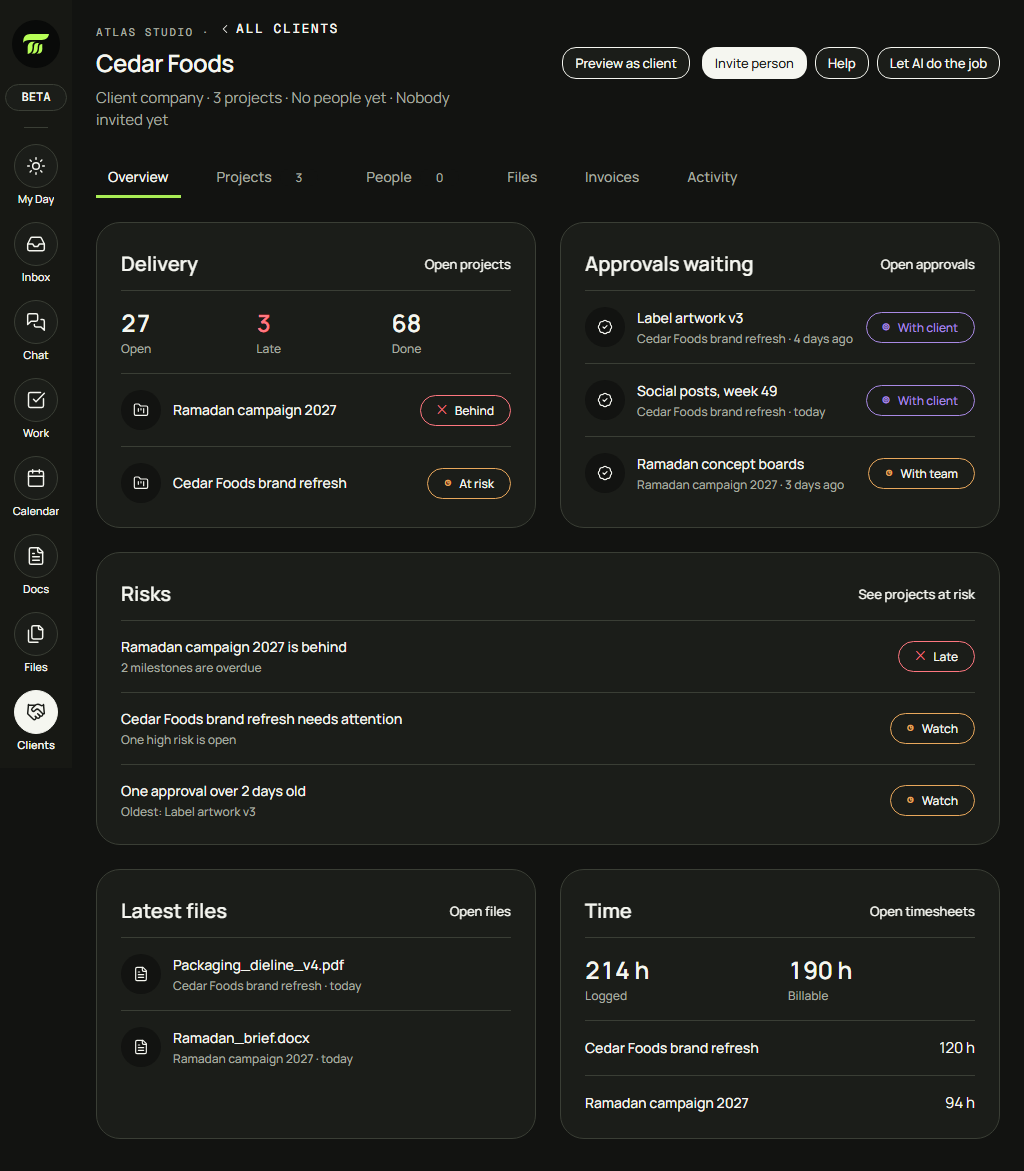 ATLAS STUDIO · < ALL CLIENTS
Cedar Foods
Client company · 3 projects · No people yet · Nobody
invited yet
Preview as client
Invite person
Help
Let AI do the job
BETA
My Day
Inbox
Chat
Work
Calendar
Docs
Files
Clients
Overview
Projects 3
People 0
Files
Invoices
Activity
Delivery
Open projects
27
Open
3
Late
68
Done
Ramadan campaign 2027
Behind
Cedar Foods brand refresh
At risk
Approvals waiting
Open approvals
Label artwork v3
Cedar Foods brand refresh · 4 days ago
With client
Social posts, week 49
Cedar Foods brand refresh · today
With client
Ramadan concept boards
Ramadan campaign 2027 · 3 days ago
With team
Risks
See projects at risk
Ramadan campaign 2027 is behind
2 milestones are overdue
Late
Cedar Foods brand refresh needs attention
One high risk is open
Watch
One approval over 2 days old
Oldest: Label artwork v3
Watch
Latest files
Open files
Packaging_dieline_v4.pdf
Cedar Foods brand refresh · today
Ramadan_brief.docx
Ramadan campaign 2027 · today
Time
Open timesheets
214 h
Logged
190 h
Billable
Cedar Foods brand refresh
120 h
Ramadan campaign 2027
94 h